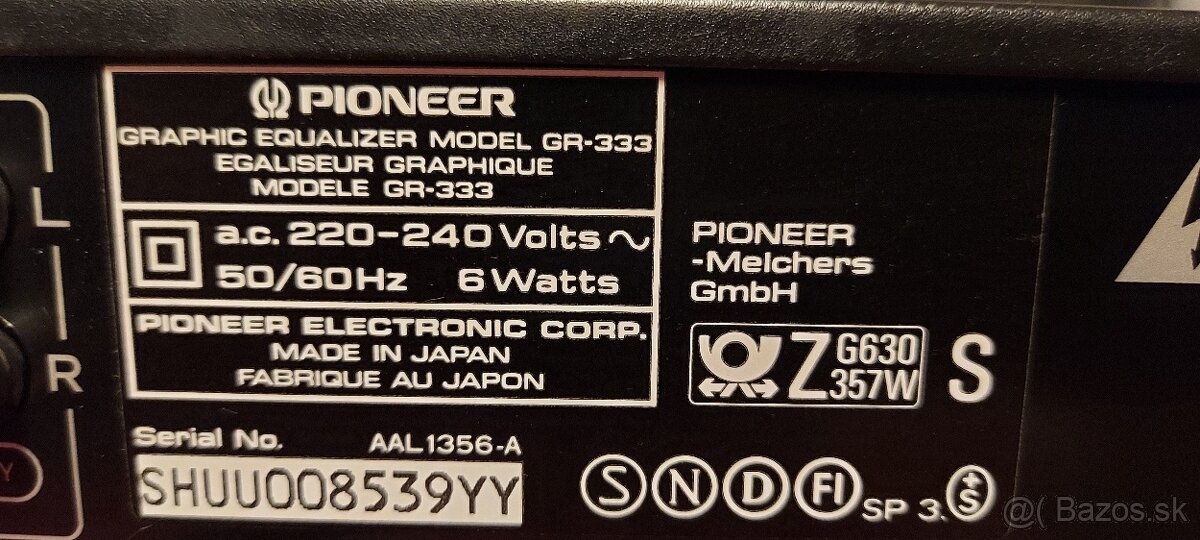 PIONEER
GRAPHIC EQUALIZER MODEL GR-333
EGALISEUR GRAPHIQUE
MODELE GR-333
a.c. 220-240 Volts ~
50/60Hz 6 Watts
PIONEER ELECTRONIC CORP.
MADE IN JAPAN
FABRIQUE AU JAPON
Serial No. AAL1356-A
SHUU008539YY
PIONEER
-Melchers
GmbH
Z G630
357W
S
S N D FI SP 3. +S
L
R
Y
@( Bazos.sk